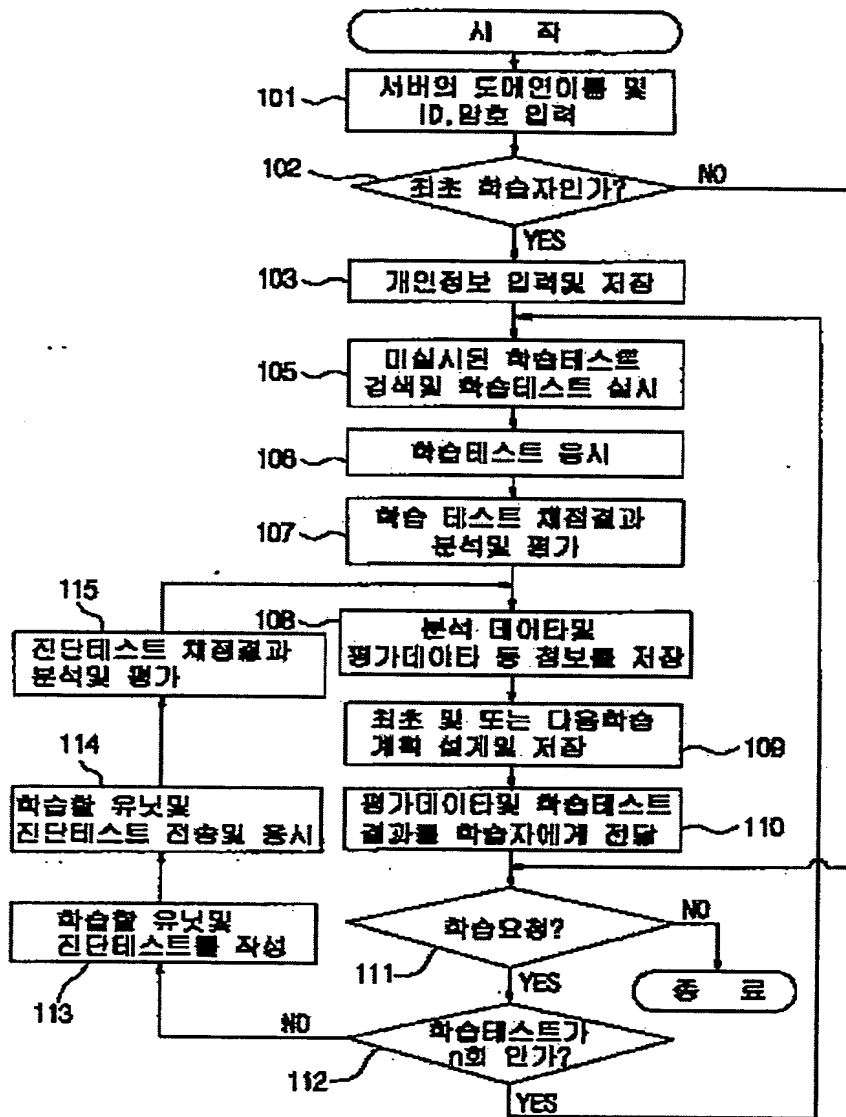 시 작
101
서버의 도메인이름 및
ID,암호 입력
102
최초 학습자인가?
NO
YES
103
개인정보 입력및 저장
105
미실시된 학습테스트
검색및 학습테스트 실시
106
학습테스트 응시
107
학습 테스트 채점결과
분석및 평가
115
진단테스트 채점결과
분석및 평가
108
분석 데이타및
평가데이타 등 정보를 저장
최초 및 또는 다음학습
계획 설계및 저장
109
114
학습할 유닛및
진단테스트 전송및 응시
평가데이타및 학습테스트
결과를 학습자에게 전달
110
학습할 유닛및
진단테스트를 작성
113
학습요청?
NO
111
YES
종 료
NO
학습테스트가
n회 인가?
112
YES